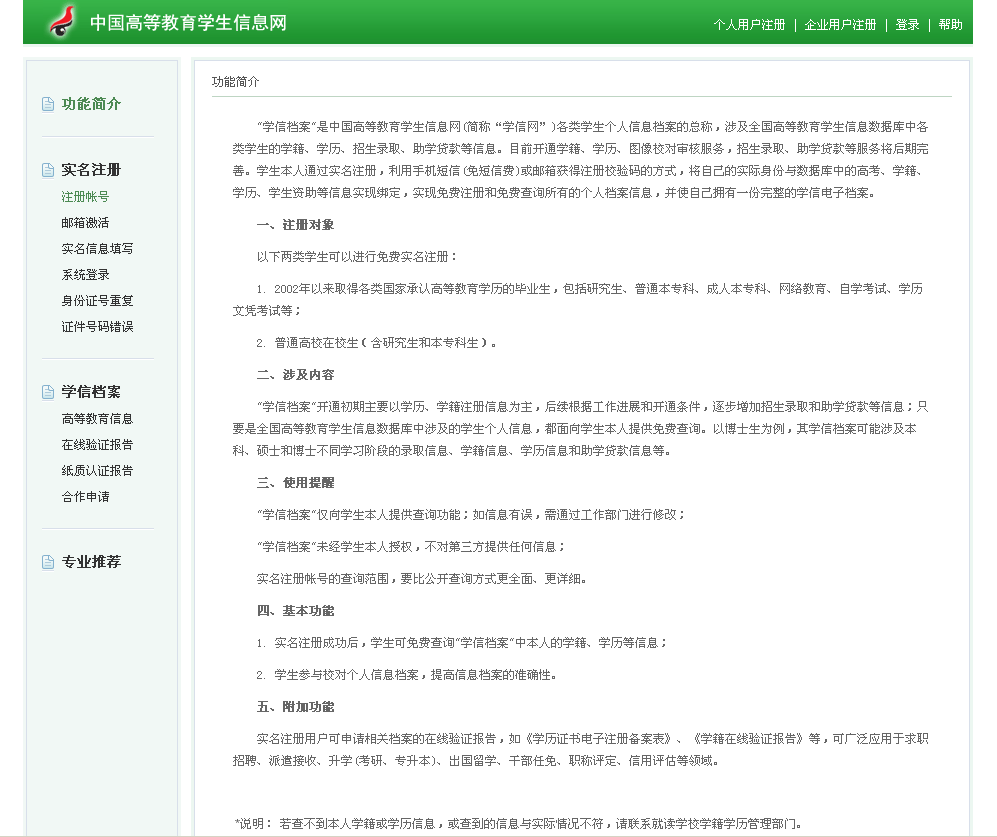 中国高等教育学生信息网
个人用户注册 | 企业用户注册 | 登录 | 帮助
功能简介
实名注册
注册帐号
邮箱激活
实名信息填写
系统登录
身份证号重复
证件号码错误
学信档案
高等教育信息
在线验证报告
纸质认证报告
合作申请
专业推荐
功能简介
“学信档案”是中国高等教育学生信息网(简称“学信网”)各类学生个人信息档案的总称，涉及全国高等教育学生信息数据库中各
类学生的学籍、学历、招生录取、助学贷款等信息。目前开通学籍、学历、图像校对审核服务，招生录取、助学贷款等服务将后期完
善。学生本人通过实名注册，利用手机短信(免短信费)或邮箱获得注册校验码的方式，将自己的实际身份与数据库中的高考、学籍、
学历、学生资助等信息实现绑定，实现免费注册和免费查询所有的个人档案信息，并使自己拥有一份完整的学信电子档案。
一、注册对象
以下两类学生可以进行免费实名注册：
1. 2002年以来取得各类国家承认高等教育学历的毕业生，包括研究生、普通本专科、成人本专科、网络教育、自学考试、学历
文凭考试等；
2. 普通高校在校生（含研究生和本专科生）。
二、涉及内容
“学信档案”开通初期主要以学历、学籍注册信息为主，后续根据工作进展和开通条件，逐步增加招生录取和助学贷款等信息；只
要是全国高等教育学生信息数据库中涉及的学生个人信息，都面向学生本人提供免费查询。以博士生为例，其学信档案可能涉及本
科、硕士和博士不同学习阶段的录取信息、学籍信息、学历信息和助学贷款信息等。
三、使用提醒
“学信档案”仅向学生本人提供查询功能；如信息有误，需通过工作部门进行修改；
“学信档案”未经学生本人授权，不对第三方提供任何信息；
实名注册帐号的查询范围，要比公开查询方式更全面、更详细。
四、基本功能
1. 实名注册成功后，学生可免费查询“学信档案”中本人的学籍、学历等信息；
2. 学生参与校对个人信息档案，提高信息档案的准确性。
五、附加功能
实名注册用户可申请相关档案的在线验证报告，如《学历证书电子注册备案表》、《学籍在线验证报告》等，可广泛应用于求职
招聘、派遣接收、升学(考研、专升本)、出国留学、干部任免、职称评定、信用评估等领域。
*说明： 若查不到本人学籍或学历信息，或查到的信息与实际情况不符，请联系就读学校学籍学历管理部门。